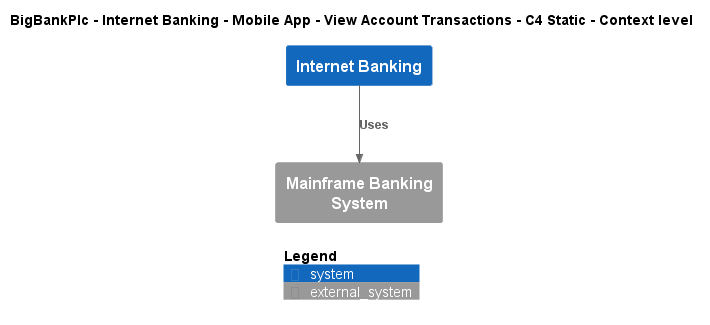 BigBankPlc - Internet Banking - Mobile App - View Account Transactions - C4 Static - Context level
Internet Banking
Uses
Mainframe Banking
System
Legend
system
external_system